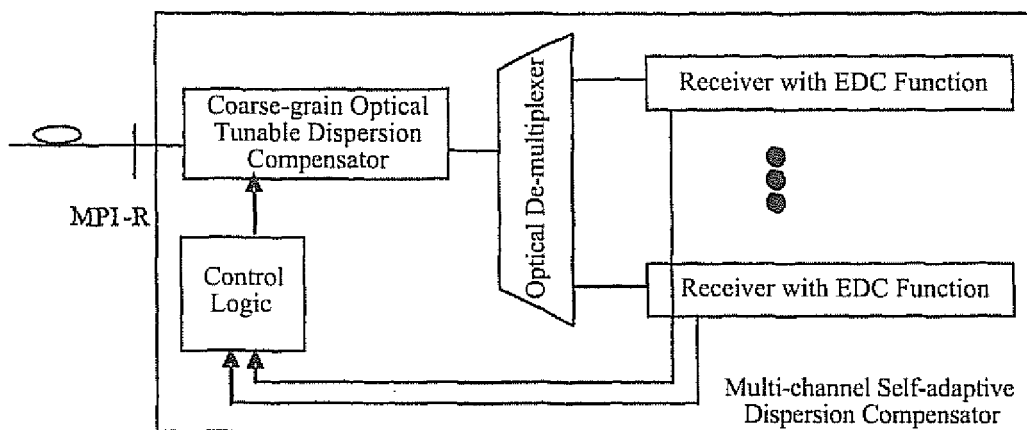 Coarse-grain Optical
Tunable Dispersion
Compensator
MPI-R
Control
Logic
Optical De-multiplexer
Receiver with EDC Function
Receiver with EDC Function
Multi-channel Self-adaptive
Dispersion Compensator